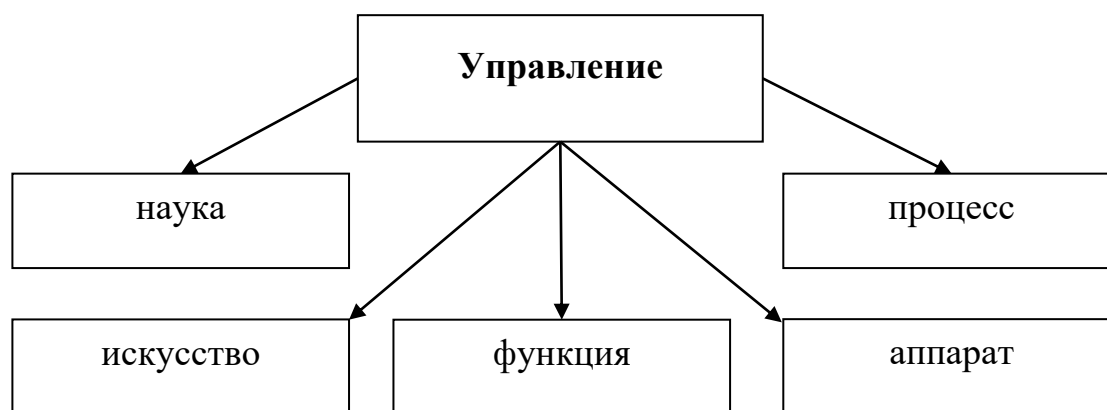 Управление
наука
процесс
искусство
функция
аппарат